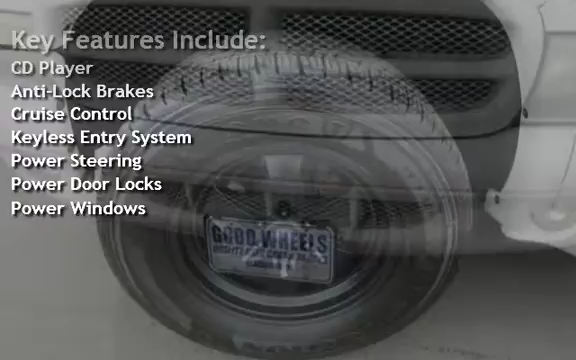 Key Features Include:
CD Player
Anti-Lock Brakes
Cruise Control
Keyless Entry System
Power Steering
Power Door Locks
Power Windows
GOOD WHEELS